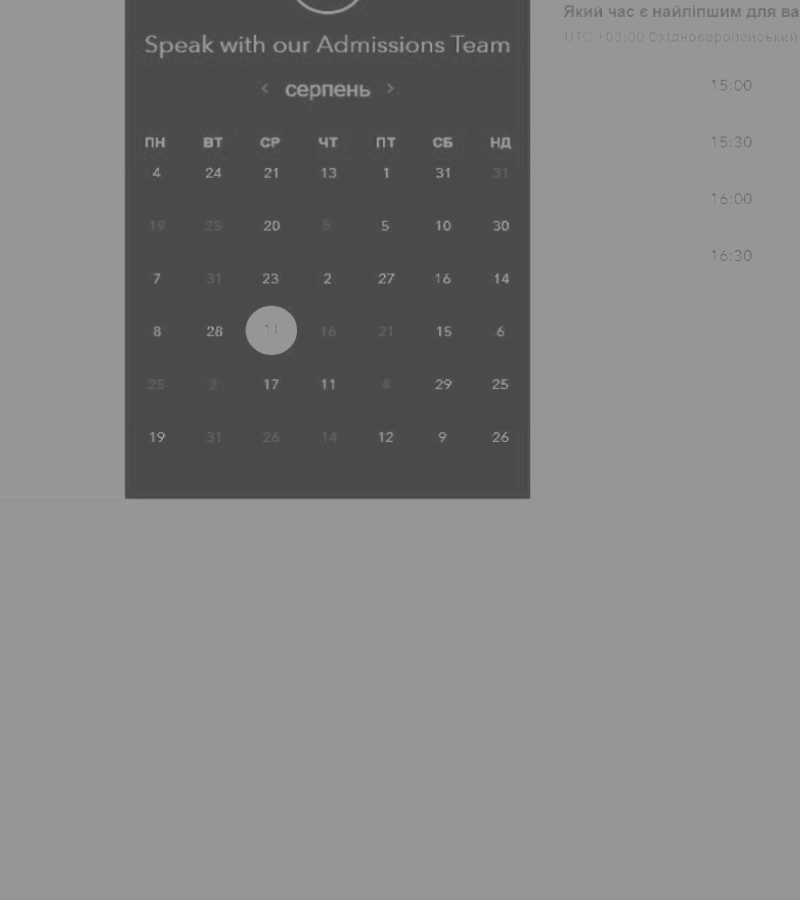 Speak with our Admissions Team
‹ серпень ›
ПН ВТ СР ЧТ ПТ СБ НД
4 24 21 13 1 31 31
19 25 20 5 5 10 30
7 31 23 2 27 16 14
8 28 11 16 21 15 6
25 2 17 11 4 29 25
19 31 26 14 12 9 26
Який час є найліпшим для ва
UTC +03:00 Східноєвропейський
15:00
15:30
16:00
16:30